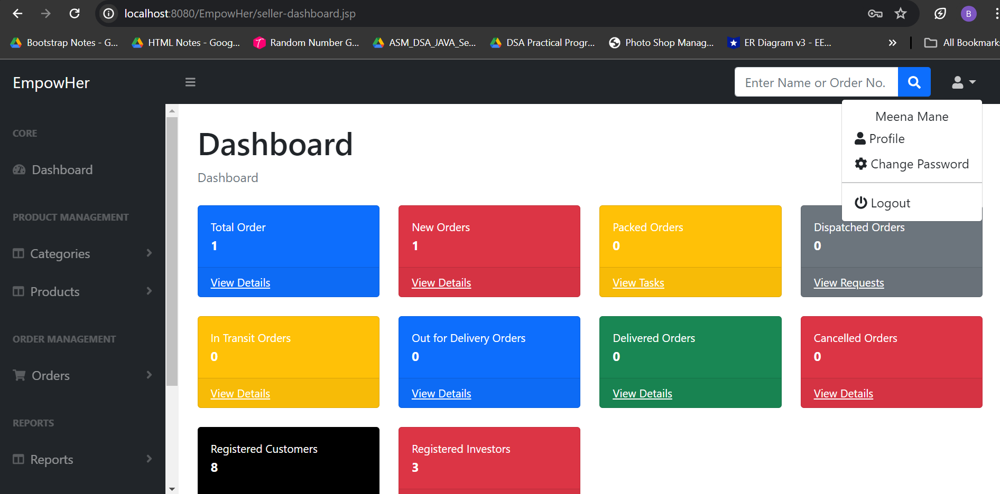 localhost:8080/EmpowHer/seller-dashboard.jsp
B
Bootstrap Notes - G...
HTML Notes - Goog...
Random Number G...
ASM_DSA_JAVA_Se...
DSA Practical Progr...
Photo Shop Manag...
ER Diagram v3 - EE...
All Bookmarks
EmpowHer
Enter Name or Order No.
Meena Mane
Profile
Change Password
Logout
CORE
Dashboard
PRODUCT MANAGEMENT
Categories
Products
ORDER MANAGEMENT
Orders
REPORTS
Reports
Dashboard
Dashboard
Total Order
1
View Details
New Orders
1
View Details
Packed Orders
0
View Tasks
Dispatched Orders
0
View Requests
In Transit Orders
0
View Details
Out for Delivery Orders
0
View Details
Delivered Orders
0
View Details
Cancelled Orders
0
View Details
Registered Customers
8
Registered Investors
3